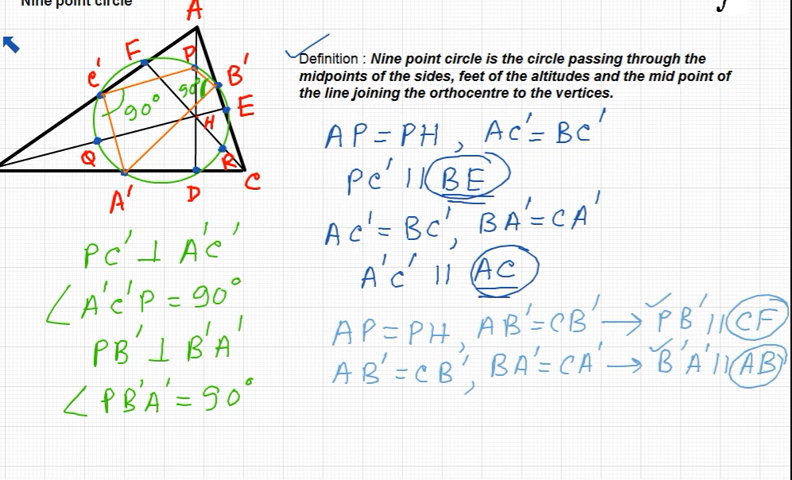 Nine point circle
Definition : Nine point circle is the circle passing through the
midpoints of the sides, feet of the altitudes and the mid point of
the line joining the orthocentre to the vertices.
A
F
P
C'
B'
90°
90°
E
H
Q
R
A'
D
C
AP = PH , AC' = BC'
PC' || BE
AC' = BC' , BA' = CA'
A'C' || AC
AP = PH , AB' = CB' → PB' || CF
AB' = CB' , BA' = CA' → B'A' || AB
PC' ⊥ A'C'
∠A'C'P = 90°
PB' ⊥ B'A'
∠PB'A' = 90°